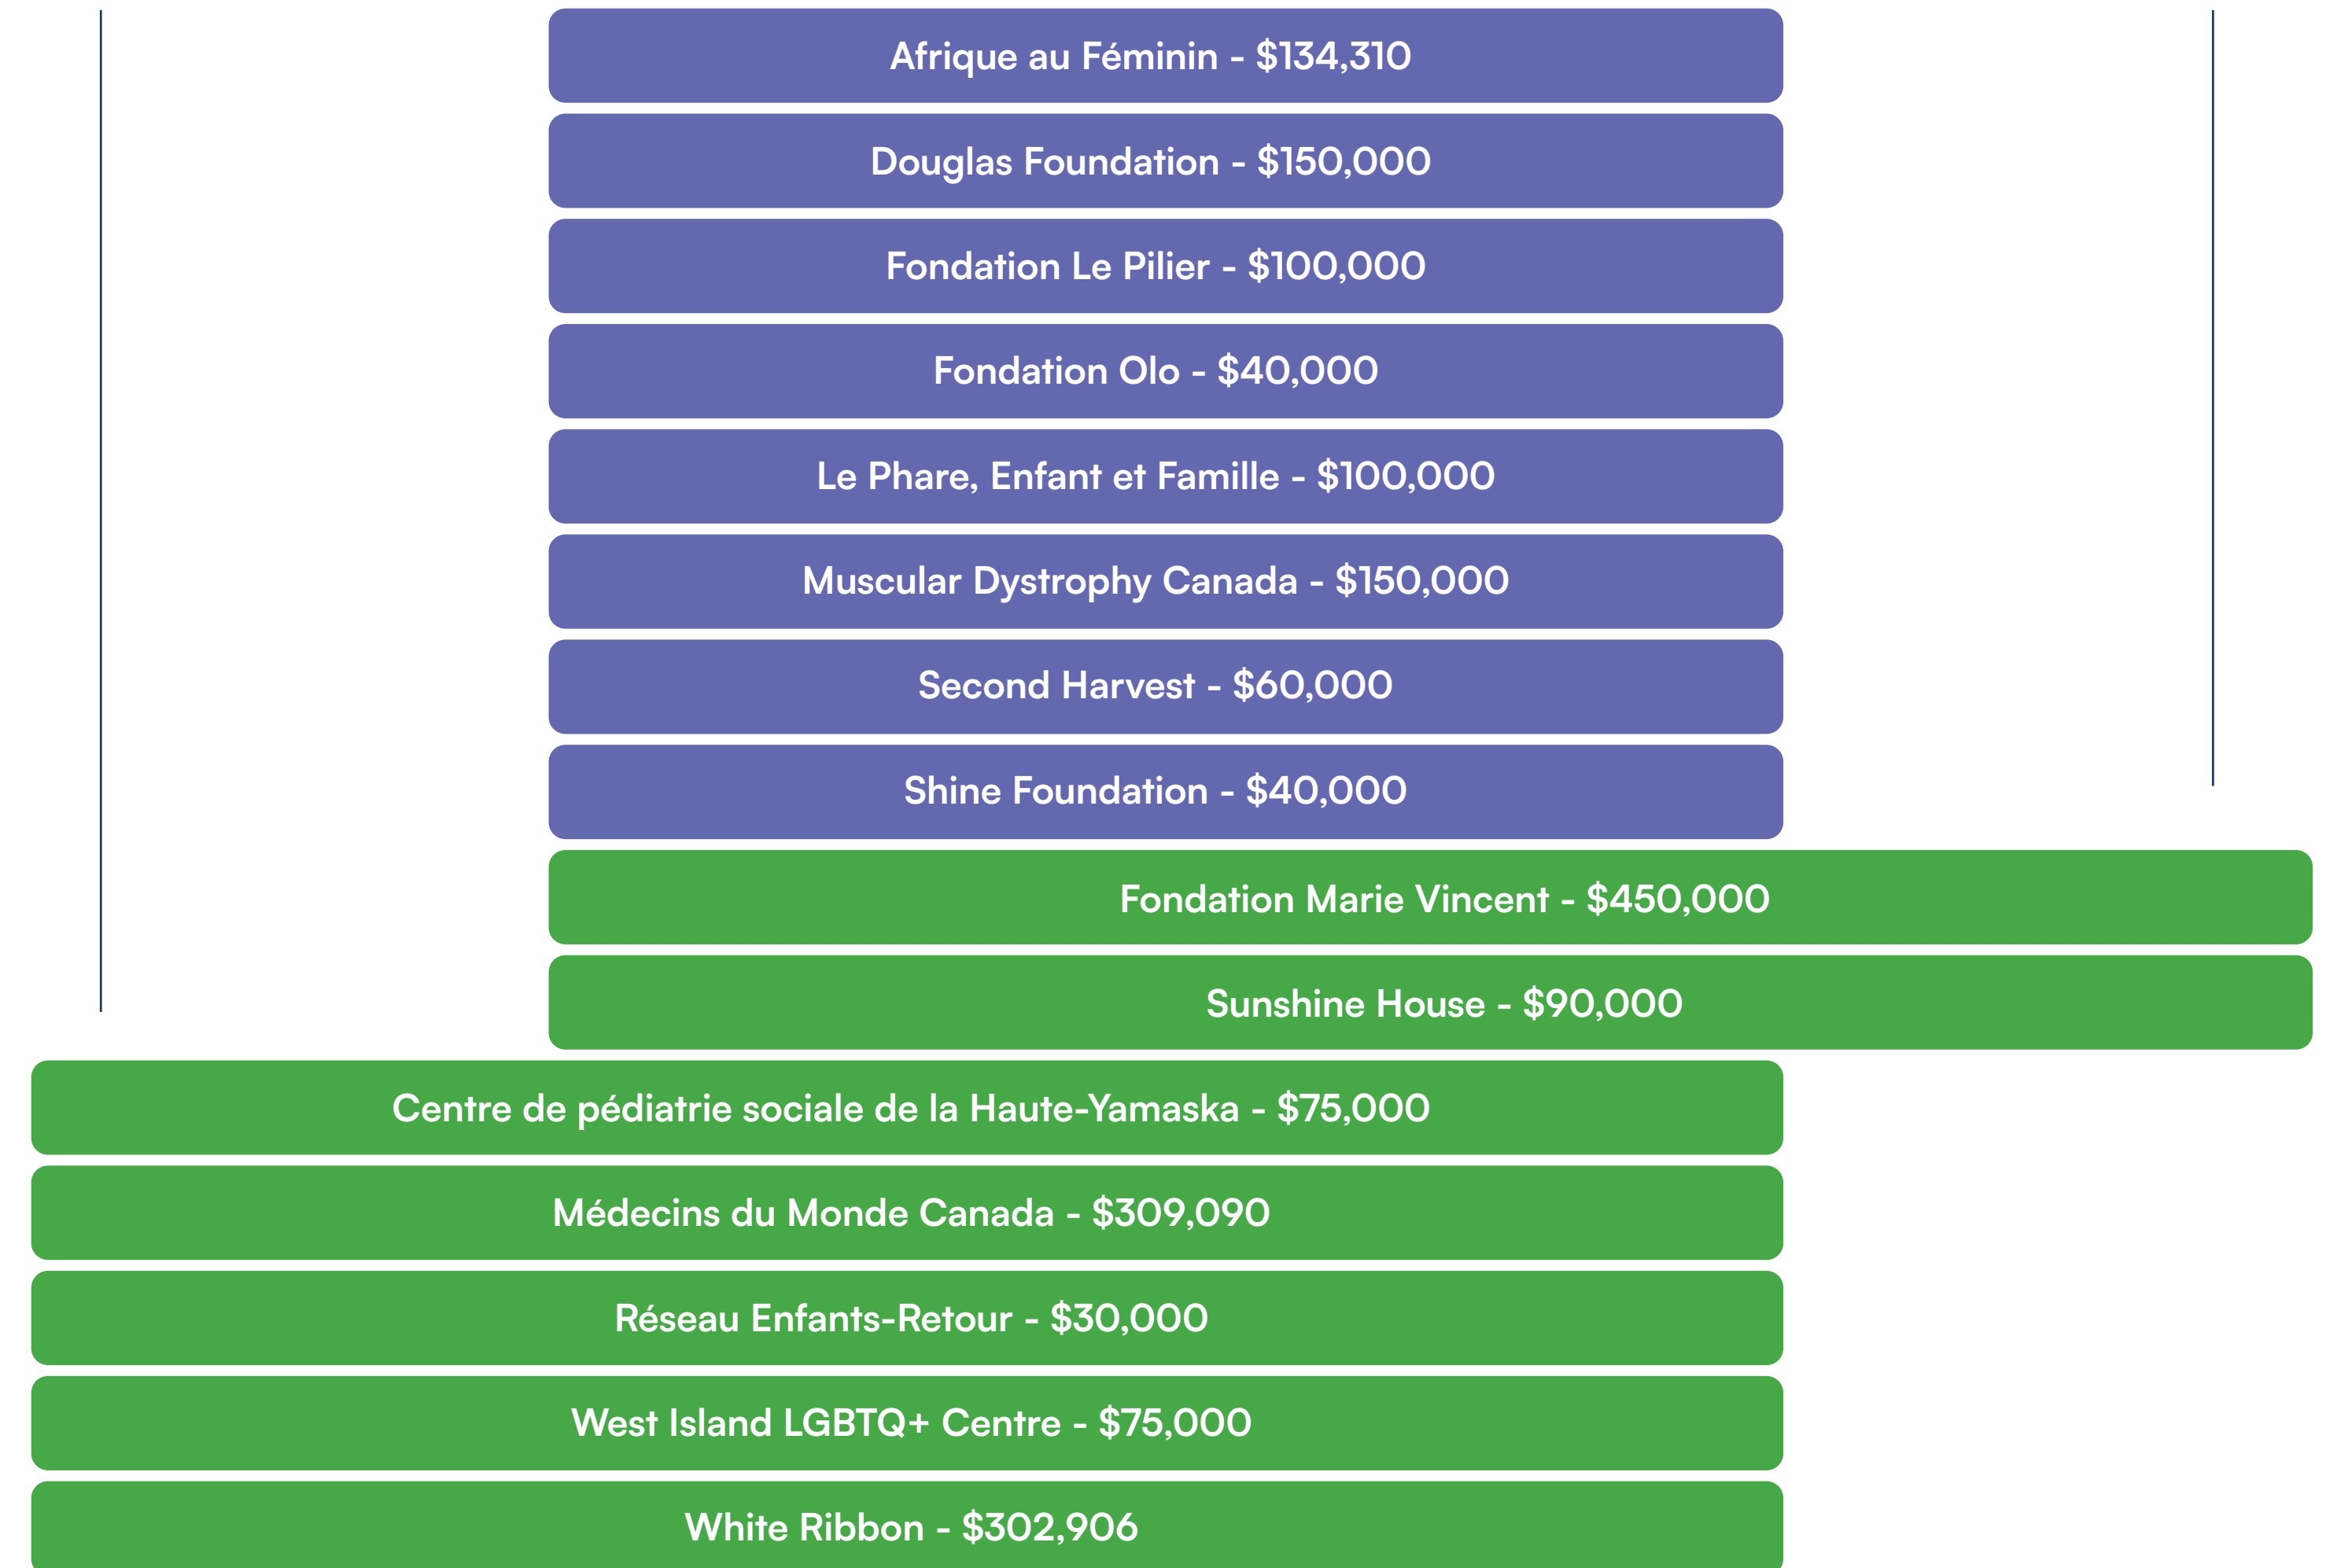 Afrique au Féminin - $134,310
Douglas Foundation - $150,000
Fondation Le Pilier - $100,000
Fondation Olo - $40,000
Le Phare, Enfant et Famille - $100,000
Muscular Dystrophy Canada - $150,000
Second Harvest - $60,000
Shine Foundation - $40,000
Fondation Marie Vincent - $450,000
Sunshine House - $90,000
Centre de pédiatrie sociale de la Haute-Yamaska - $75,000
Médecins du Monde Canada - $309,090
Réseau Enfants-Retour - $30,000
West Island LGBTQ+ Centre - $75,000
White Ribbon - $302,906